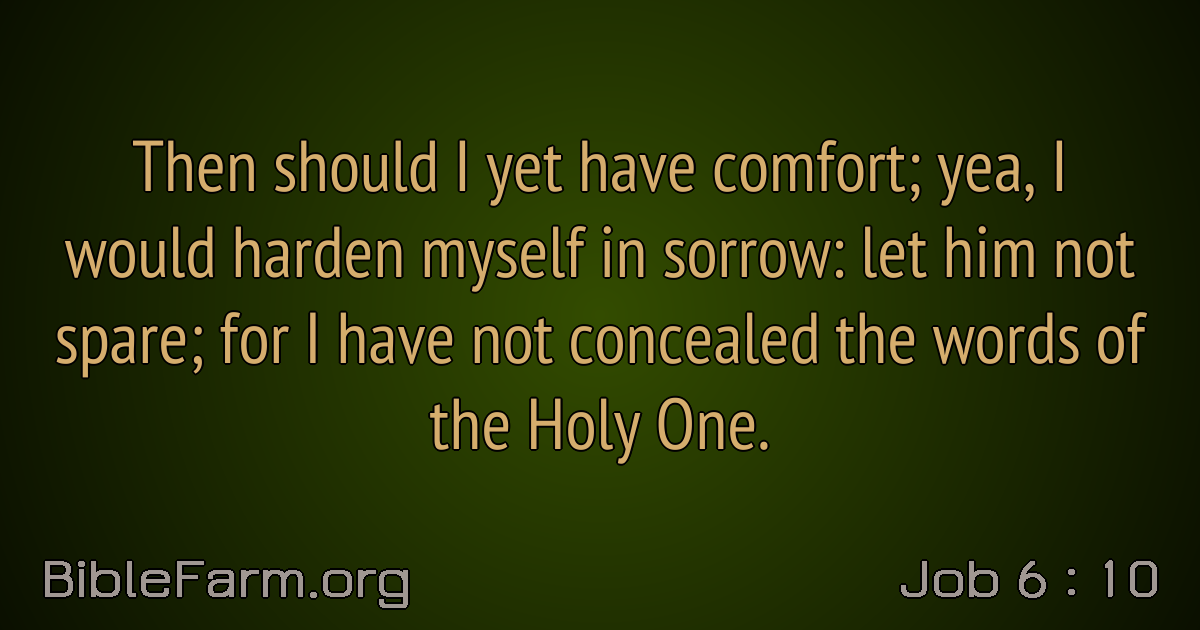 Then should I yet have comfort; yea, I
would harden myself in sorrow: let him not
spare; for I have not concealed the words of
the Holy One.
BibleFarm.org
Job 6 : 10